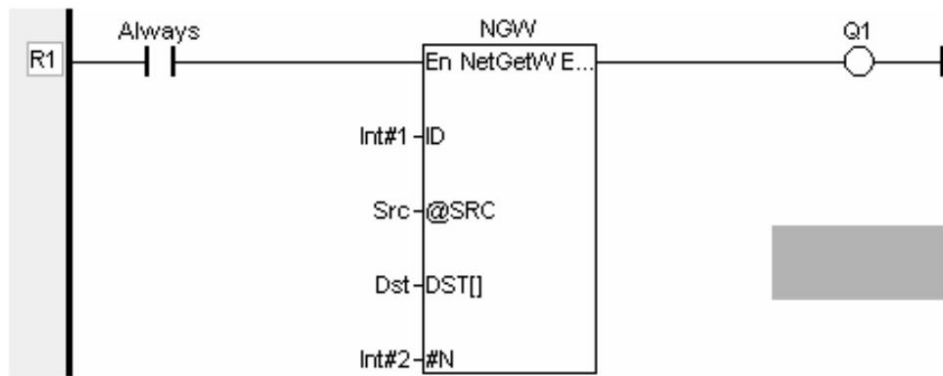 Always
NGW
Q1
R1
En NetGetW E...
Int#1
ID
Src
@SRC
Dst
DST[]
Int#2
#N